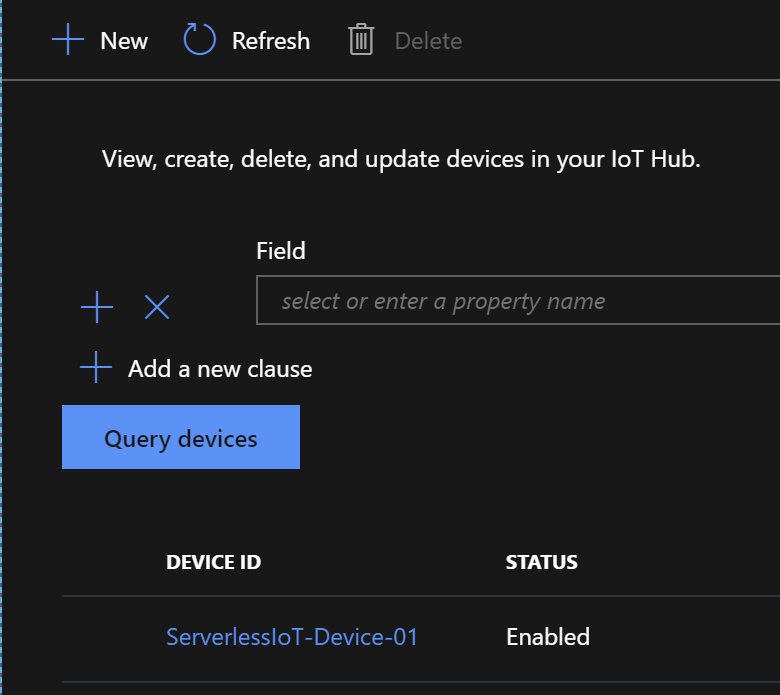 New Refresh Delete
View, create, delete, and update devices in your IoT Hub.
Field
select or enter a property name
Add a new clause
Query devices
DEVICE ID STATUS
ServerlessIoT-Device-01 Enabled